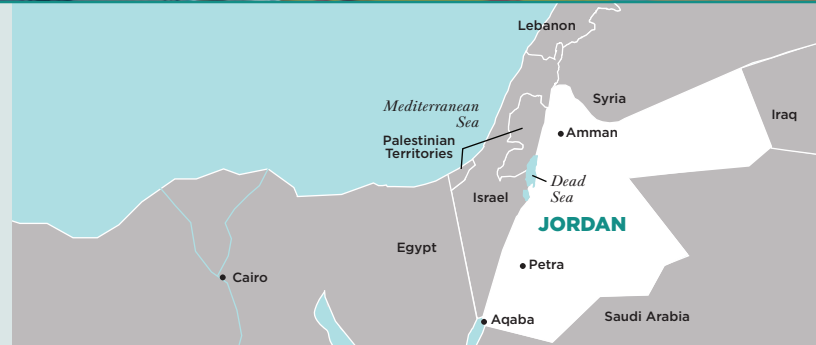 Lebanon
Syria
Iraq
Mediterranean
Sea
Palestinian
Territories
Amman
Dead
Sea
Israel
JORDAN
Egypt
Petra
Cairo
Aqaba
Saudi Arabia